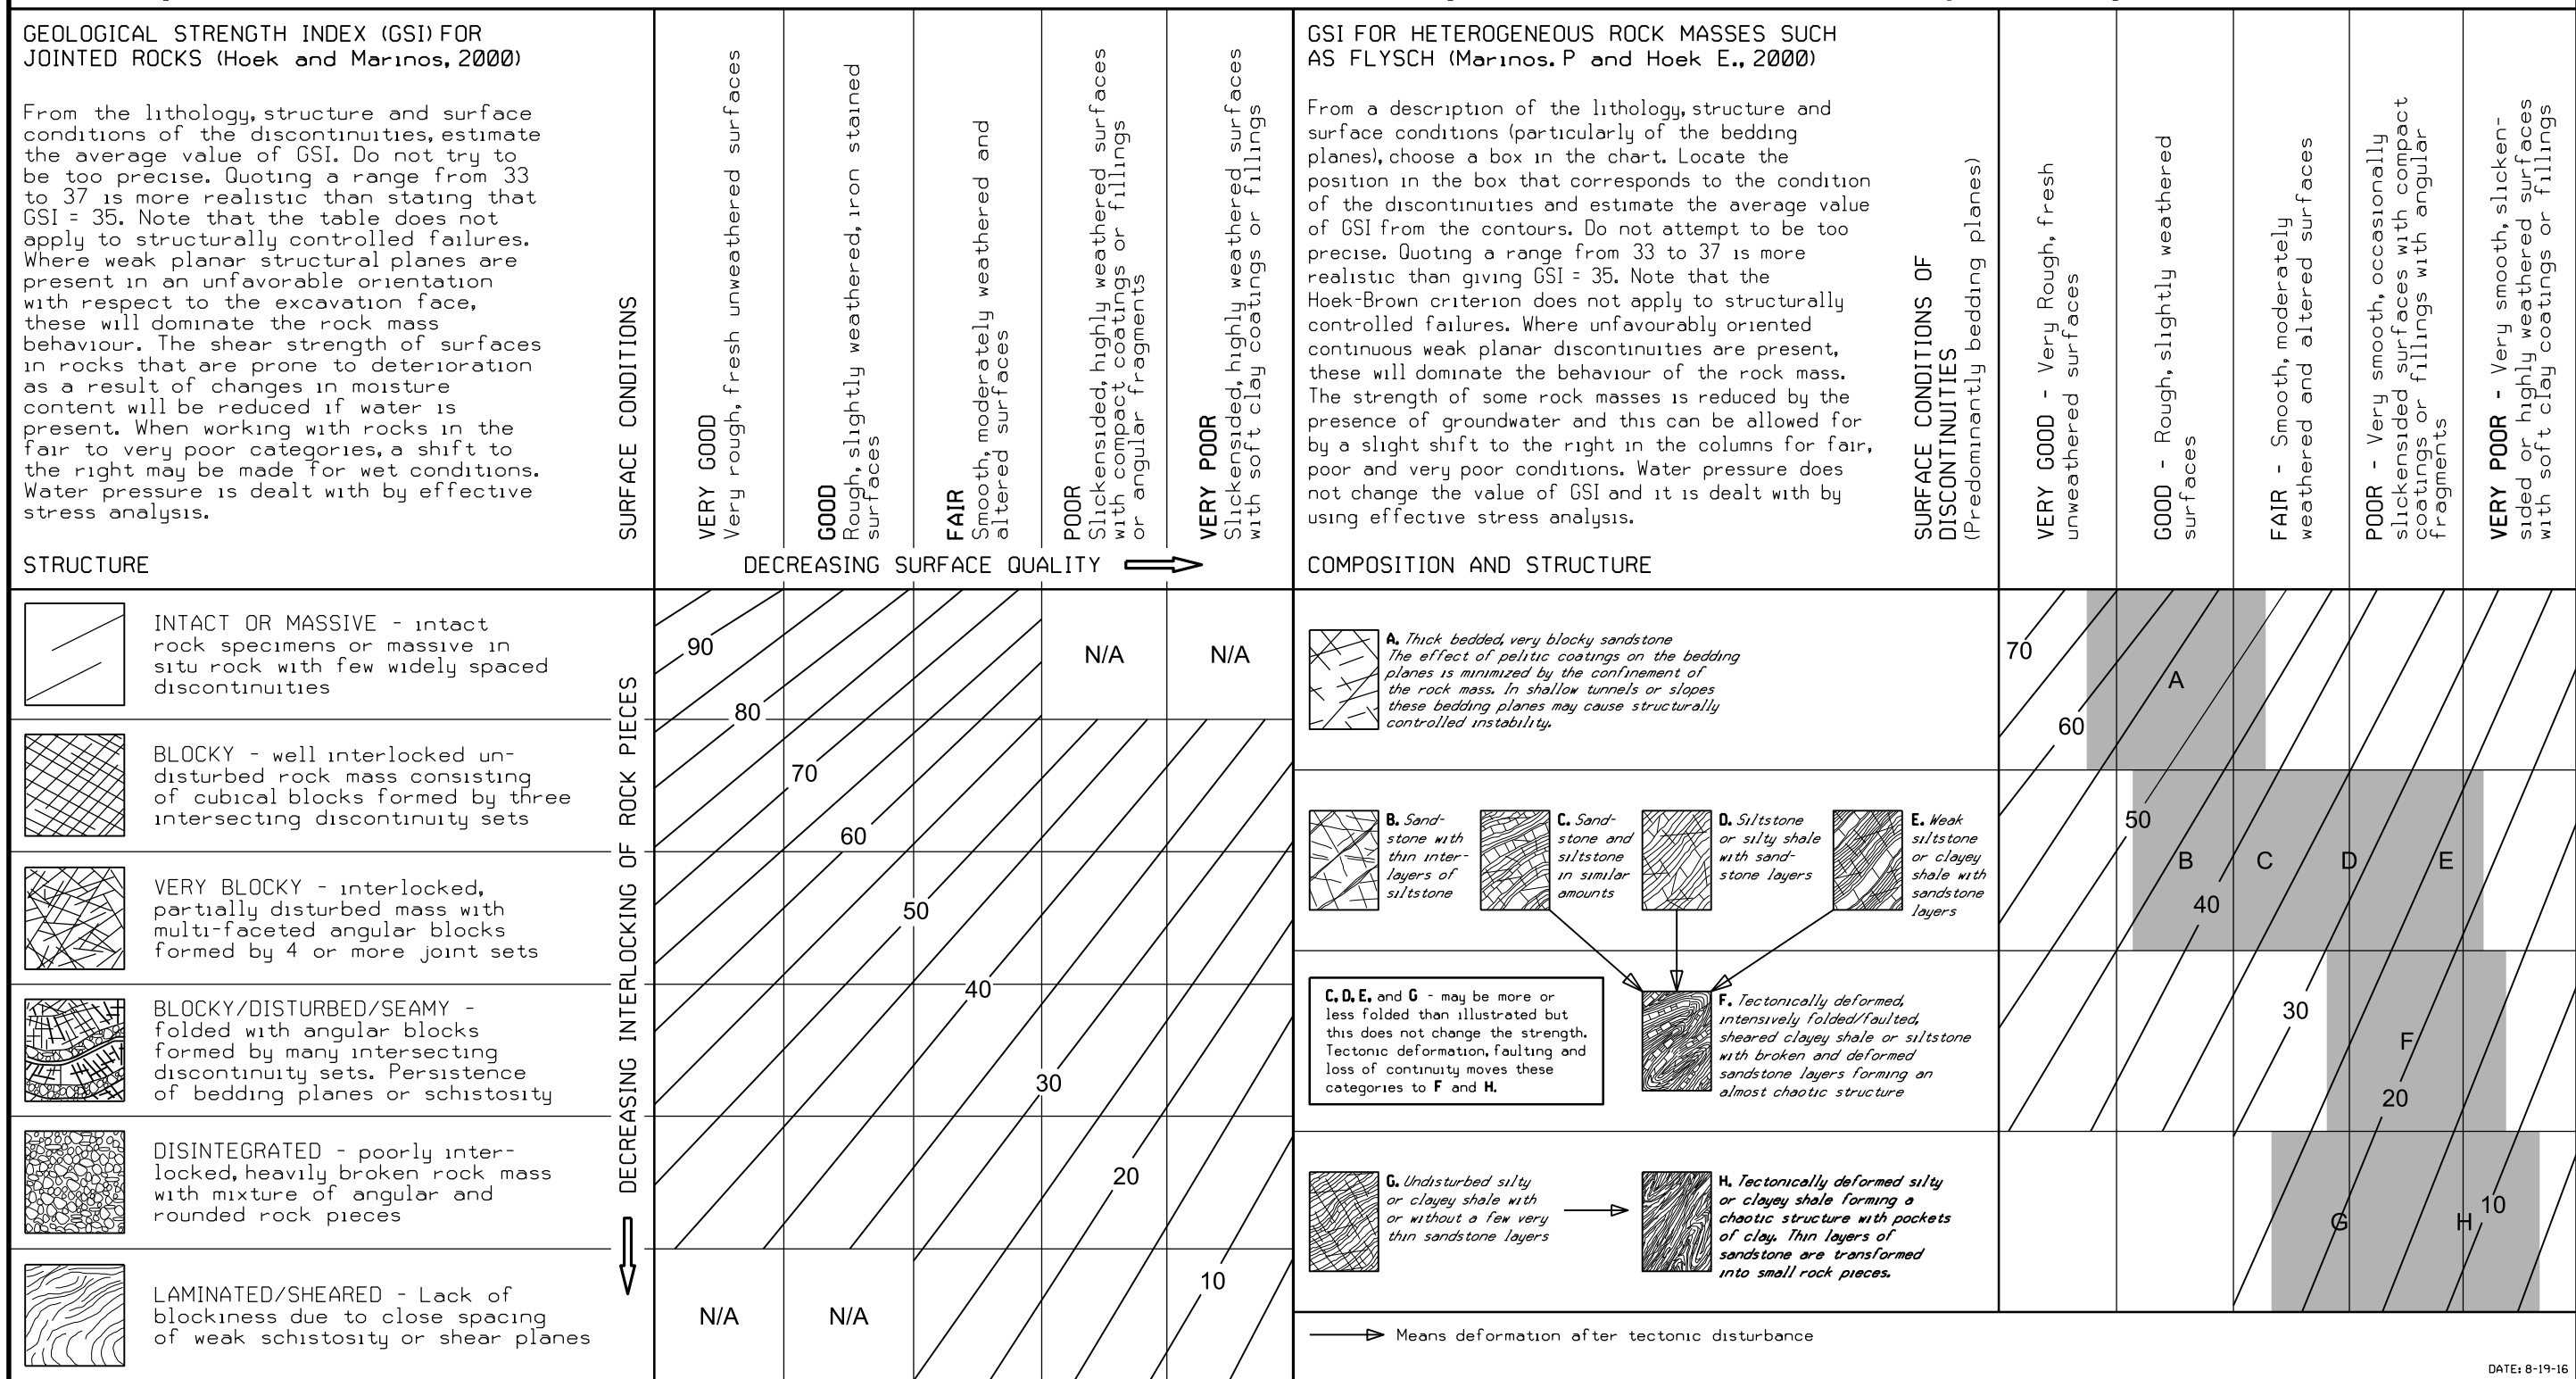 GEOLOGICAL STRENGTH INDEX (GSI) FOR
JOINTED ROCKS (Hoek and Marinos, 2000)
From the lithology, structure and surface
conditions of the discontinuities, estimate
the average value of GSI. Do not try to
be too precise. Quoting a range from 33
to 37 is more realistic than stating that
GSI = 35. Note that the table does not
apply to structurally controlled failures.
Where weak planar structural planes are
present in an unfavorable orientation
with respect to the excavation face,
these will dominate the rock mass
behaviour. The shear strength of surfaces
in rocks that are prone to deterioration
as a result of changes in moisture
content will be reduced if water is
present. When working with rocks in the
fair to very poor categories, a shift to
the right may be made for wet conditions.
Water pressure is dealt with by effective
stress analysis.
STRUCTURE
SURFACE CONDITIONS
VERY GOOD
Very rough, fresh unweathered surfaces
GOOD
Rough, slightly weathered, iron stained
surfaces
FAIR
Smooth, moderately weathered and
altered surfaces
POOR
Slickensided, highly weathered surfaces
with compact coatings or fillings
or angular fragments
VERY POOR
Slickensided, highly weathered surfaces
with soft clay coatings or fillings
DECREASING SURFACE QUALITY
DECREASING INTERLOCKING OF ROCK PIECES
INTACT OR MASSIVE - intact
rock specimens or massive in
situ rock with few widely spaced
discontinuities
BLOCKY - well interlocked un-
disturbed rock mass consisting
of cubical blocks formed by three
intersecting discontinuity sets
VERY BLOCKY - interlocked,
partially disturbed mass with
multi-faceted angular blocks
formed by 4 or more joint sets
BLOCKY/DISTURBED/SEAMY -
folded with angular blocks
formed by many intersecting
discontinuity sets. Persistence
of bedding planes or schistosity
DISINTEGRATED - poorly inter-
locked, heavily broken rock mass
with mixture of angular and
rounded rock pieces
LAMINATED/SHEARED - Lack of
blockiness due to close spacing
of weak schistosity or shear planes
90
80
70
60
50
40
30
20
10
N/A
N/A
N/A
N/A
GSI FOR HETEROGENEOUS ROCK MASSES SUCH
AS FLYSCH (Marinos. P and Hoek E., 2000)
From a description of the lithology, structure and
surface conditions (particularly of the bedding
planes), choose a box in the chart. Locate the
position in the box that corresponds to the condition
of the discontinuities and estimate the average value
of GSI from the contours. Do not attempt to be too
precise. Quoting a range from 33 to 37 is more
realistic than giving GSI = 35. Note that the
Hoek-Brown criterion does not apply to structurally
controlled failures. Where unfavourably oriented
continuous weak planar discontinuities are present,
these will dominate the behaviour of the rock mass.
The strength of some rock masses is reduced by the
presence of groundwater and this can be allowed for
by a slight shift to the right in the columns for fair,
poor and very poor conditions. Water pressure does
not change the value of GSI and it is dealt with by
using effective stress analysis.
COMPOSITION AND STRUCTURE
SURFACE CONDITIONS OF
DISCONTINUITIES
(Predominantly bedding planes)
VERY GOOD - Very Rough, fresh
unweathered surfaces
GOOD - Rough, slightly weathered
surfaces
FAIR - Smooth, moderately
weathered and altered surfaces
POOR - Very smooth, occasionally
slickensided surfaces with compact
coatings or fillings with angular
fragments
VERY POOR - Very smooth, slicken-
sided or highly weathered surfaces
with soft clay coatings or fillings
A. Thick bedded, very blocky sandstone
The effect of pelitic coatings on the bedding
planes is minimized by the confinement of
the rock mass. In shallow tunnels or slopes
these bedding planes may cause structurally
controlled instability.
B. Sand-
stone with
thin inter-
layers of
siltstone
C. Sand-
stone and
siltstone
in similar
amounts
D. Siltstone
or silty shale
with sand-
stone layers
E. Weak
siltstone
or clayey
shale with
sandstone
layers
C, D, E, and G - may be more or
less folded than illustrated but
this does not change the strength.
Tectonic deformation, faulting and
loss of continuity moves these
categories to F and H.
F. Tectonically deformed,
intensively folded/faulted,
sheared clayey shale or siltstone
with broken and deformed
sandstone layers forming an
almost chaotic structure
G. Undisturbed silty
or clayey shale with
or without a few very
thin sandstone layers
H. Tectonically deformed silty
or clayey shale forming a
chaotic structure with pockets
of clay. Thin layers of
sandstone are transformed
into small rock pieces.
70
A
60
50
B
C
D
E
40
30
F
20
G
H
10
Means deformation after tectonic disturbance
DATE: 8-19-16